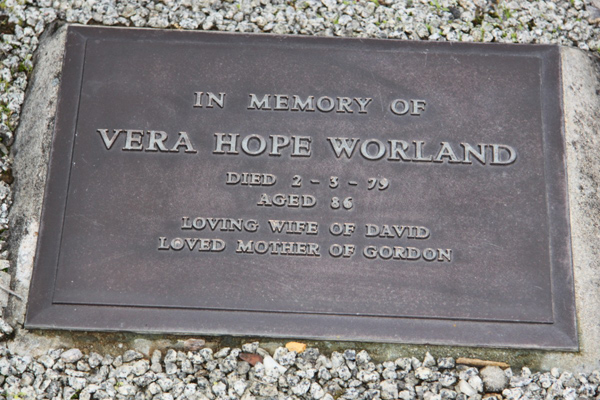 IN MEMORY OF
VERA HOPE WORLAND
DIED 2-3-79
AGED 86
LOVING WIFE OF DAVID
LOVED MOTHER OF GORDON